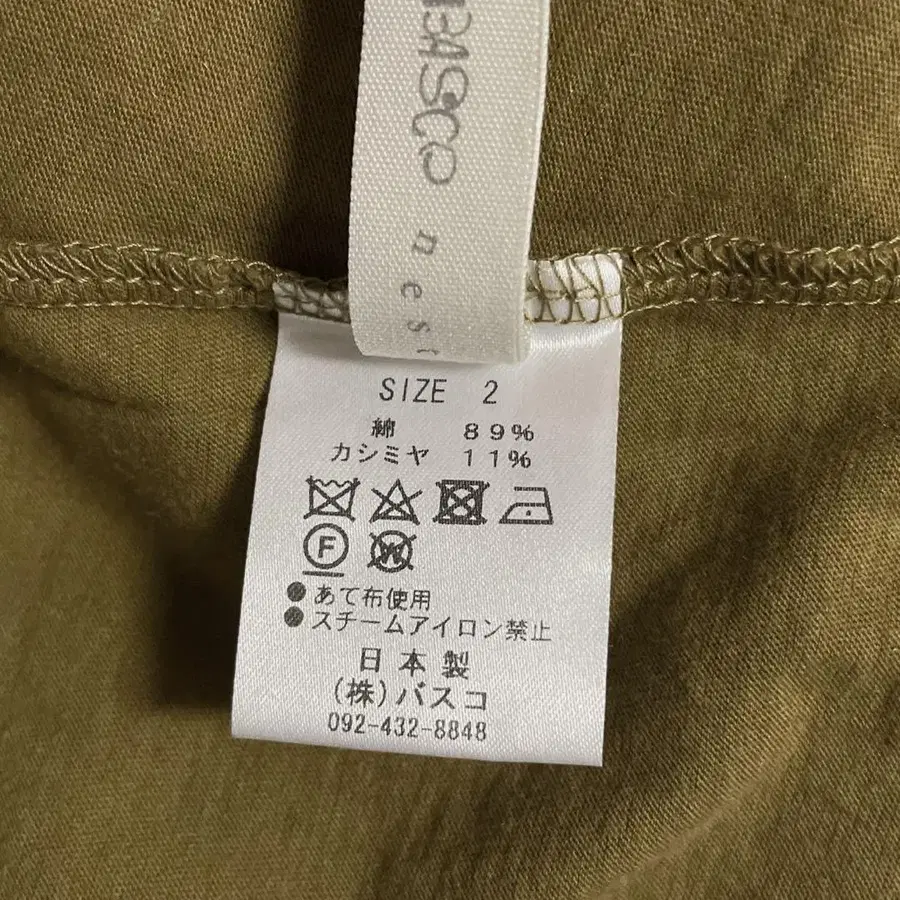 nest
SIZE 2
綿 89%
カシミヤ 11%
F
W
●あて布使用
●スチームアイロン禁止
日本製
(株)バスコ
092-432-8848